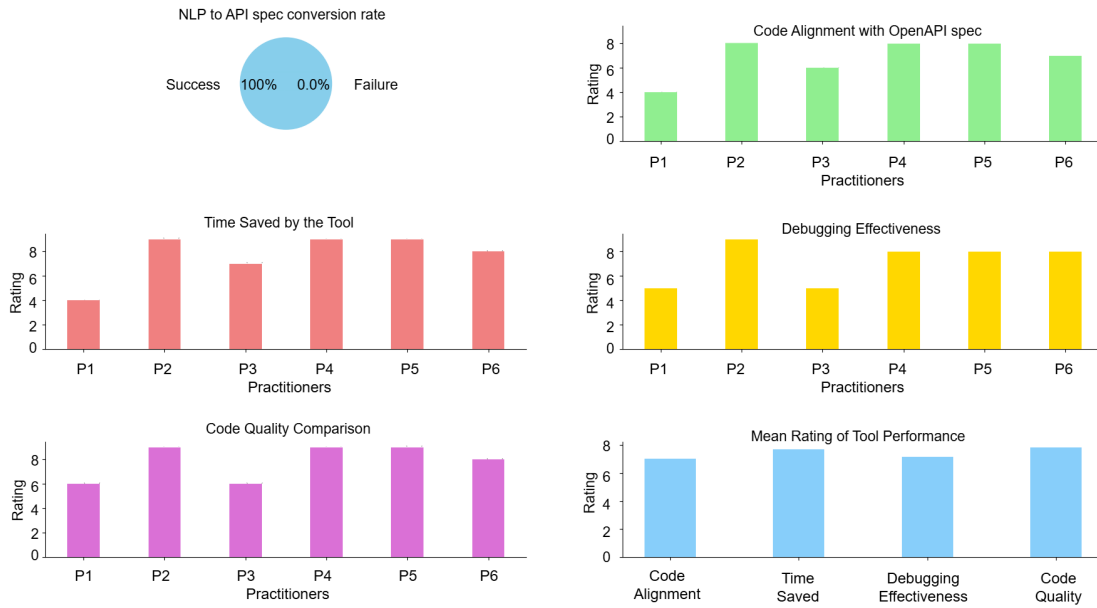 NLP to API spec conversion rate
Success 100% 0.0% Failure
Code Alignment with OpenAPI spec
Rating
8
6
4
2
0
P1 P2 P3 P4 P5 P6
Practitioners
Time Saved by the Tool
Rating
8
6
4
2
0
P1 P2 P3 P4 P5 P6
Practitioners
Debugging Effectiveness
Rating
8
6
4
2
0
P1 P2 P3 P4 P5 P6
Practitioners
Code Quality Comparison
Rating
8
6
4
2
0
P1 P2 P3 P4 P5 P6
Practitioners
Mean Rating of Tool Performance
Rating
8
6
4
2
0
Code Alignment
Time Saved
Debugging Effectiveness
Code Quality